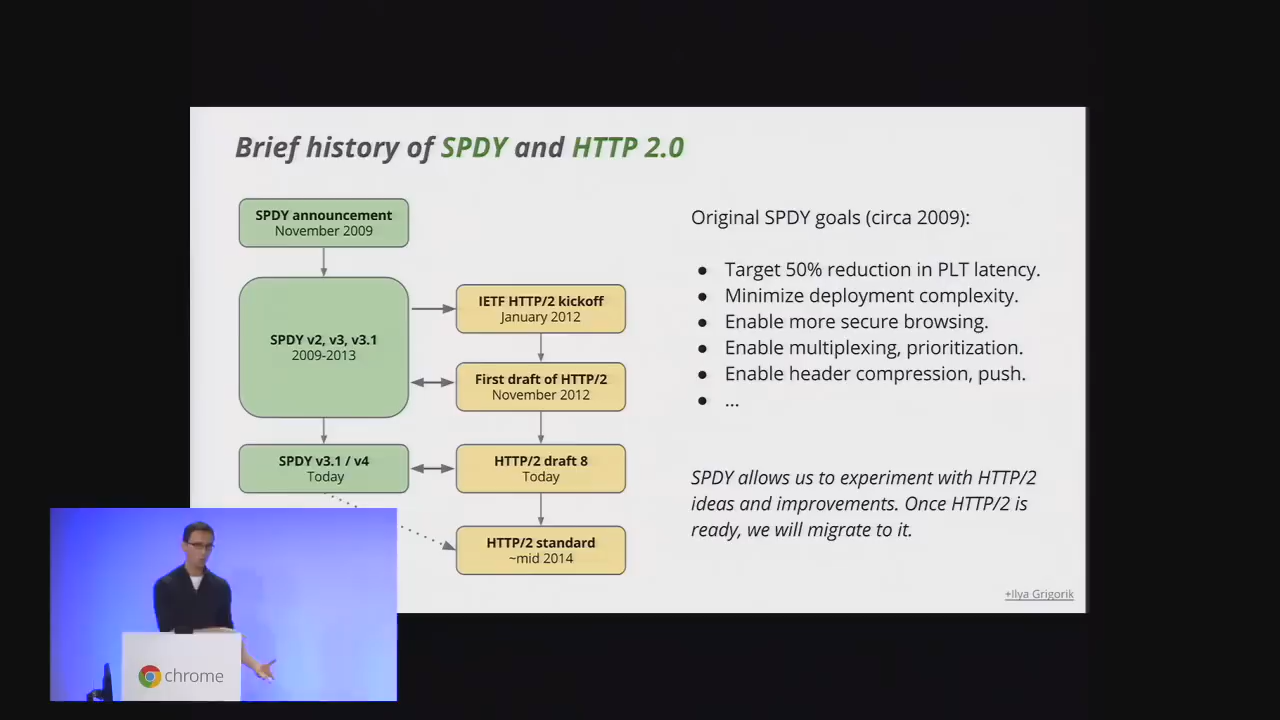 Brief history of SPDY and HTTP 2.0
SPDY announcement
November 2009
SPDY v2, v3, v3.1
2009-2013
SPDY v3.1 / v4
Today
IETF HTTP/2 kickoff
January 2012
First draft of HTTP/2
November 2012
HTTP/2 draft 8
Today
HTTP/2 standard
~mid 2014
Original SPDY goals (circa 2009):
● Target 50% reduction in PLT latency.
● Minimize deployment complexity.
● Enable more secure browsing.
● Enable multiplexing, prioritization.
● Enable header compression, push.
● ...
SPDY allows us to experiment with HTTP/2
ideas and improvements. Once HTTP/2 is
ready, we will migrate to it.
+Ilya Grigorik
chrome